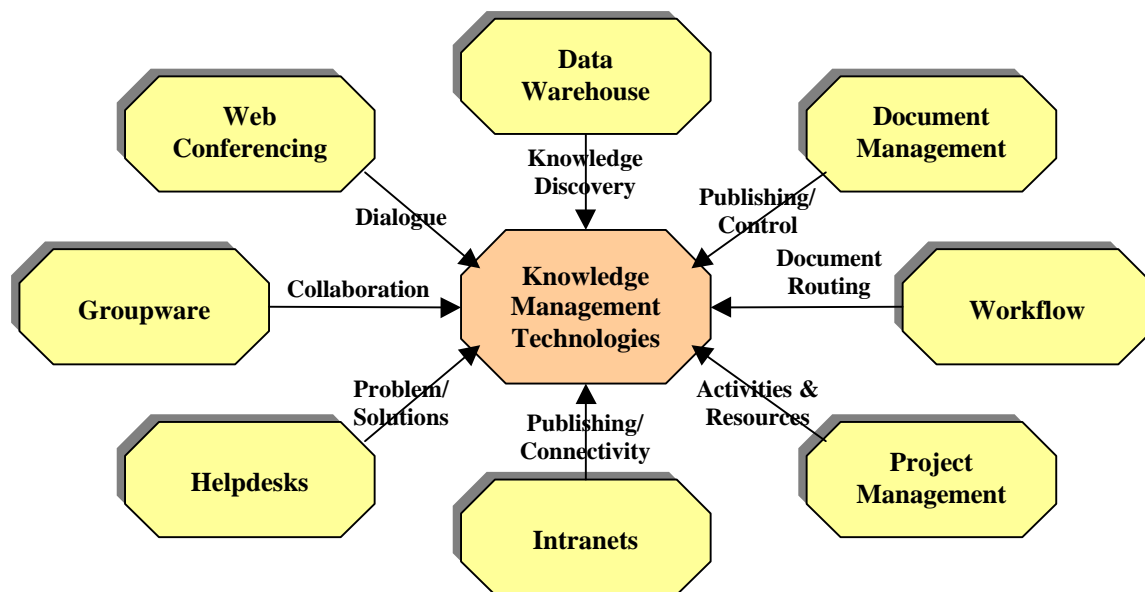 Data
Warehouse
Web
Conferencing
Document
Management
Knowledge
Discovery
Publishing/
Control
Dialogue
Document
Routing
Groupware
Collaboration
Knowledge
Management
Technologies
Workflow
Problem/
Solutions
Activities &
Resources
Publishing/
Connectivity
Helpdesks
Project
Management
Intranets